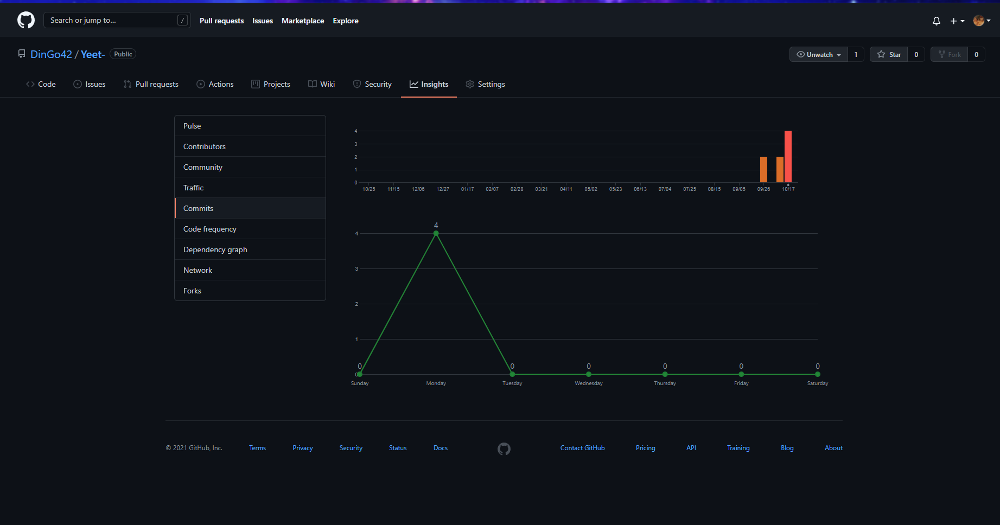 Search or jump to... /
Pull requests Issues Marketplace Explore
DinGo42 / Yeet- Public
Unwatch 1 Star 0 Fork 0
Code Issues Pull requests Actions Projects Wiki Security Insights Settings
Pulse
Contributors
Community
Traffic
Commits
Code frequency
Dependency graph
Network
Forks
4
3
2
1
0
10/25 11/15 12/06 12/27 01/17 02/07 02/28 03/21 04/11 05/02 05/23 06/13 07/04 07/25 08/15 09/05 09/26 10/17
4
4
3
2
1
0 0 0 0 0 0
0
Sunday Monday Tuesday Wednesday Thursday Friday Saturday
© 2021 GitHub, Inc. Terms Privacy Security Status Docs Contact GitHub Pricing API Training Blog About